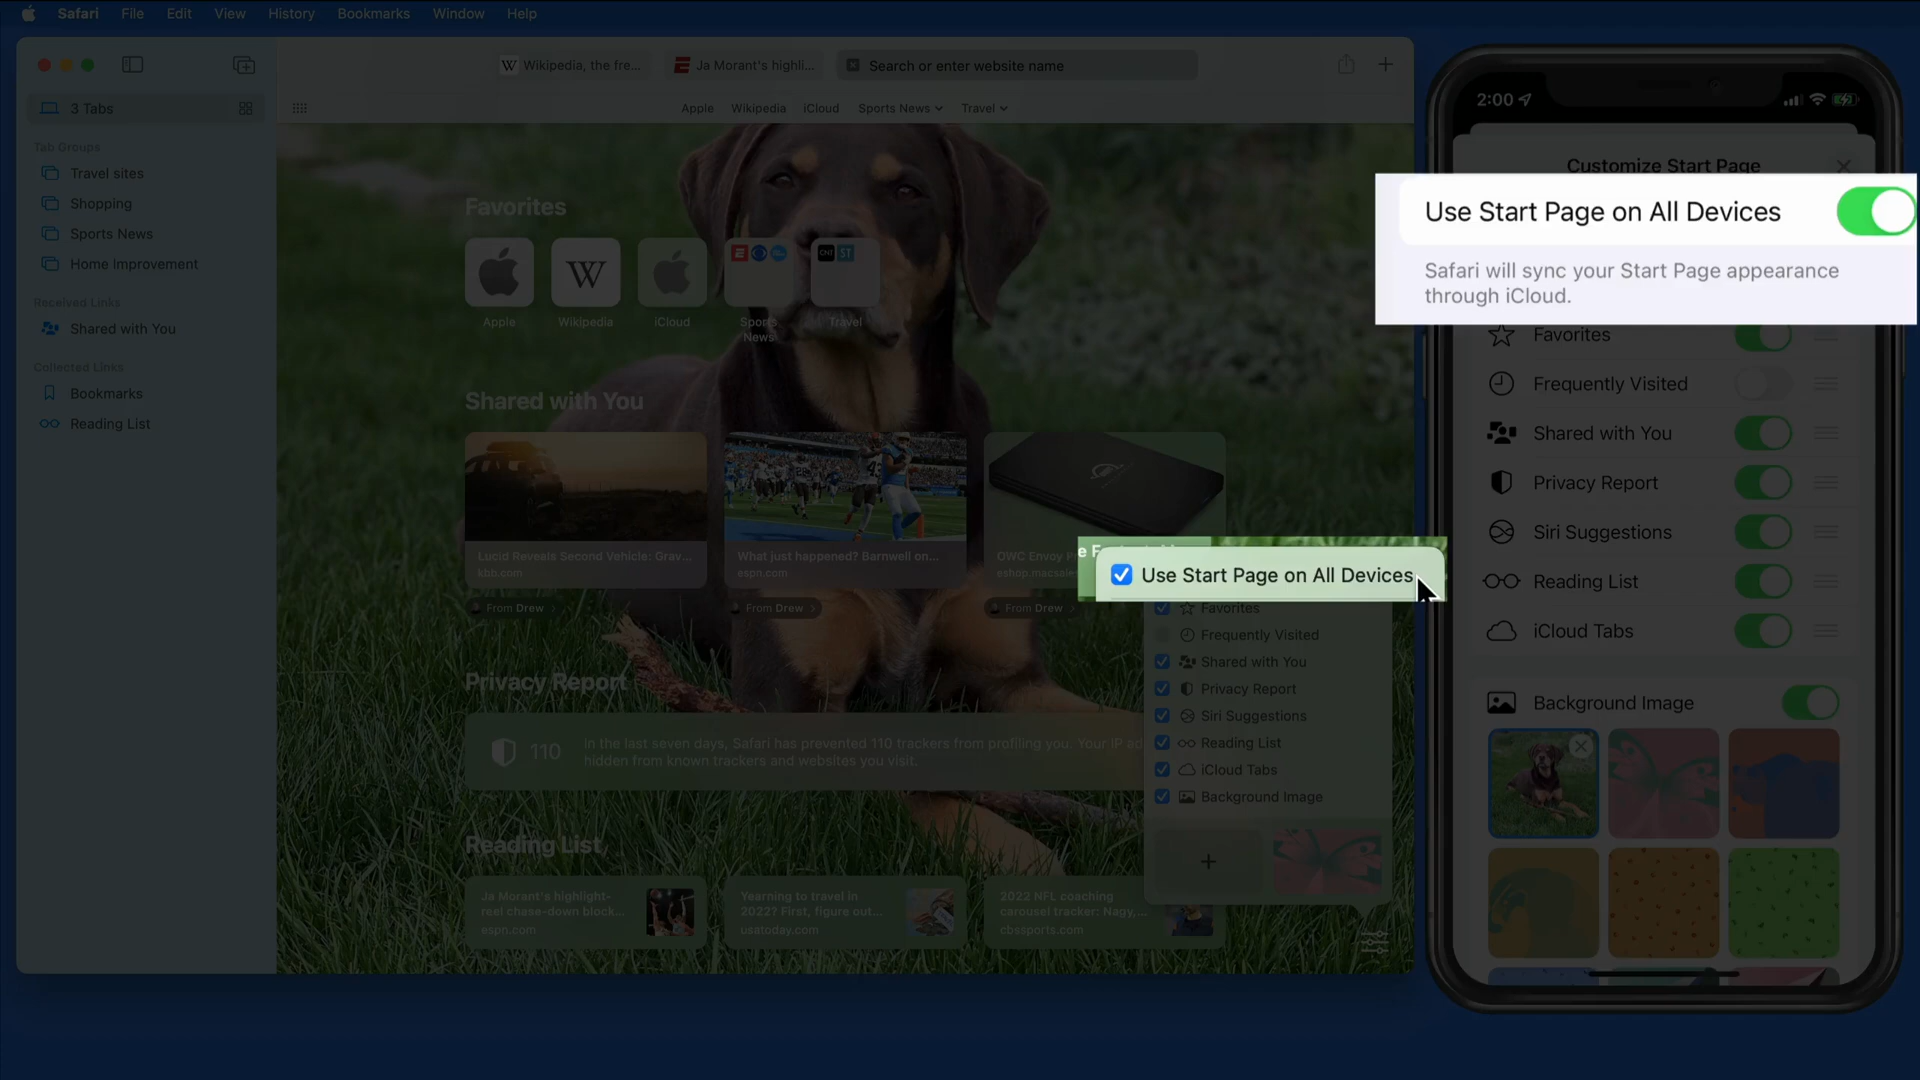 Safari File Edit View History Bookmarks Window Help
Wikipedia, the fre...
Ja Morant's highli...
Search or enter website name
3 Tabs
Apple Wikipedia iCloud Sports News Travel
Tab Groups
Travel sites
Shopping
Sports News
Home Improvement
Received Links
Shared with You
Collected Links
Bookmarks
Reading List
Favorites
W
CNT ST
Apple
Wikipedia
iCloud
Sports
News
Travel
Shared with You
Lucid Reveals Second Vehicle: Grav...
kbb.com
From Drew
What just happened? Barnwell on...
espn.com
From Drew
OWC Envoy P
eshop.macsales
From Drew
Privacy Report
110
In the last seven days, Safari has prevented 110 trackers from profiling you. Your IP ad
hidden from known trackers and websites you visit.
Reading List
Ja Morant's highlight-
reel chase-down block...
espn.com
Yearning to travel in
2022? First, figure out...
usatoday.com
2022 NFL coaching
carousel tracker: Nagy,...
cbssports.com
Use Start Page on All Devices
Favorites
Frequently Visited
Shared with You
Privacy Report
Siri Suggestions
Reading List
iCloud Tabs
Background Image
2:00
Customize Start Page
Use Start Page on All Devices
Safari will sync your Start Page appearance
through iCloud.
Favorites
Frequently Visited
Shared with You
Privacy Report
Siri Suggestions
Reading List
iCloud Tabs
Background Image